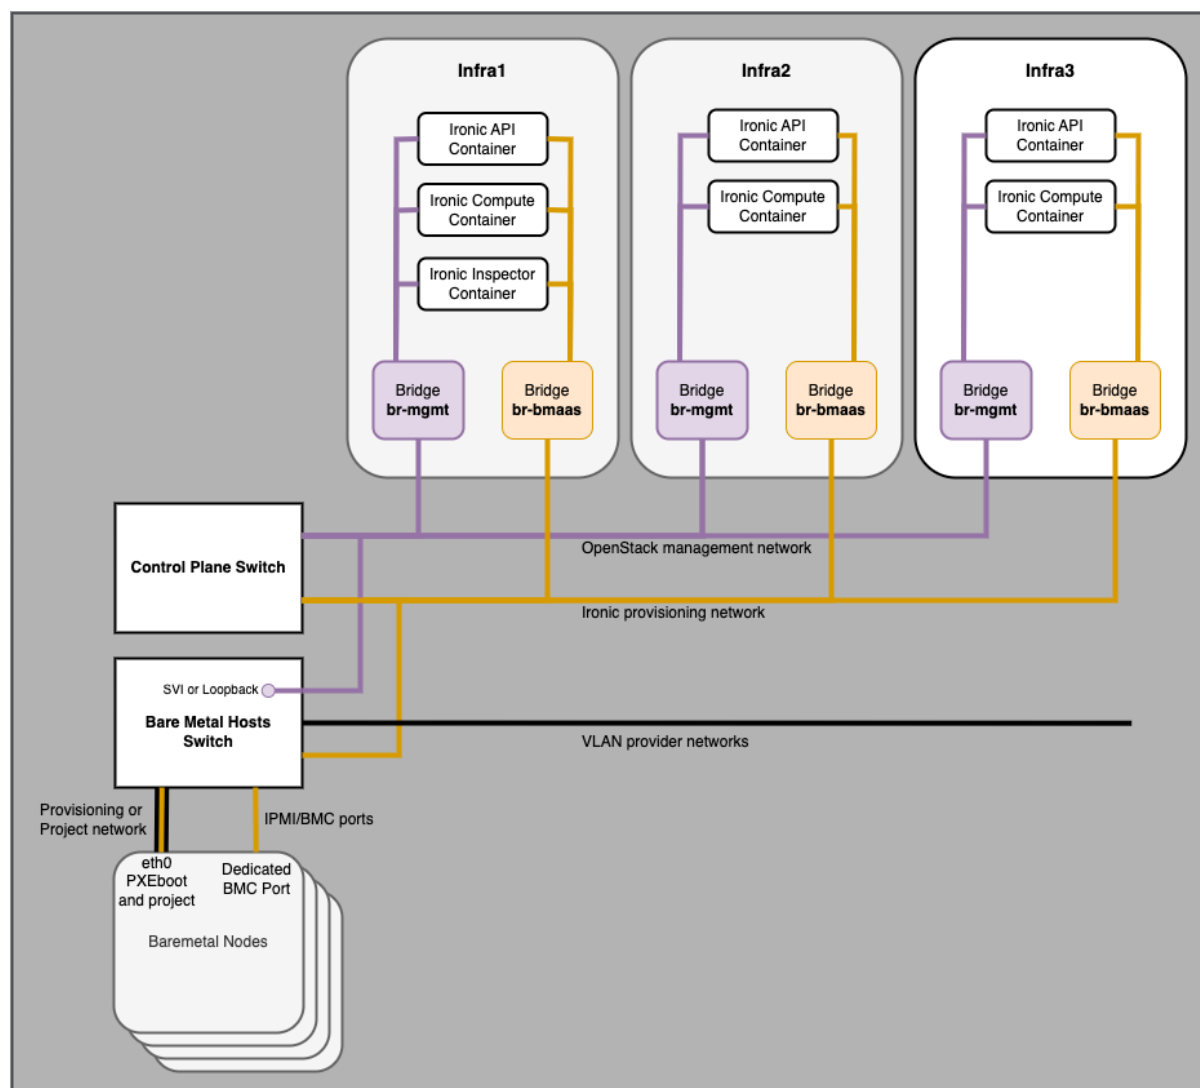 Infra1
Ironic API
Container
Ironic Compute
Container
Ironic Inspector
Container
Bridge
br-mgmt
Bridge
br-bmaas
Infra2
Ironic API
Container
Ironic Compute
Container
Bridge
br-mgmt
Bridge
br-bmaas
Infra3
Ironic API
Container
Ironic Compute
Container
Bridge
br-mgmt
Bridge
br-bmaas
Control Plane Switch
OpenStack management network
Ironic provisioning network
SVI or Loopback
Bare Metal Hosts
Switch
VLAN provider networks
Provisioning or
Project network
IPMI/BMC ports
eth0
PXEboot
and project
Dedicated
BMC Port
Baremetal Nodes